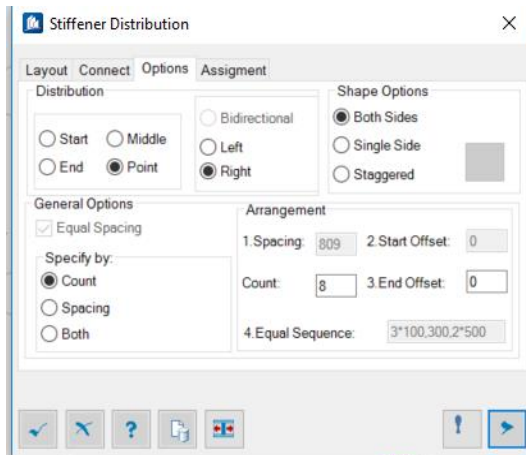 Stiffener Distribution
Layout Connect Options Assigment
Distribution
Start Middle
End Point
Bidirectional
Left
Right
Shape Options
Both Sides
Single Side
Staggered
General Options
Equal Spacing
Specify by:
Count
Spacing
Both
Arrangement
1.Spacing: 809 2.Start Offset: 0
Count: 8 3.End Offset: 0
4.Equal Sequence: 3*100,300,2*500